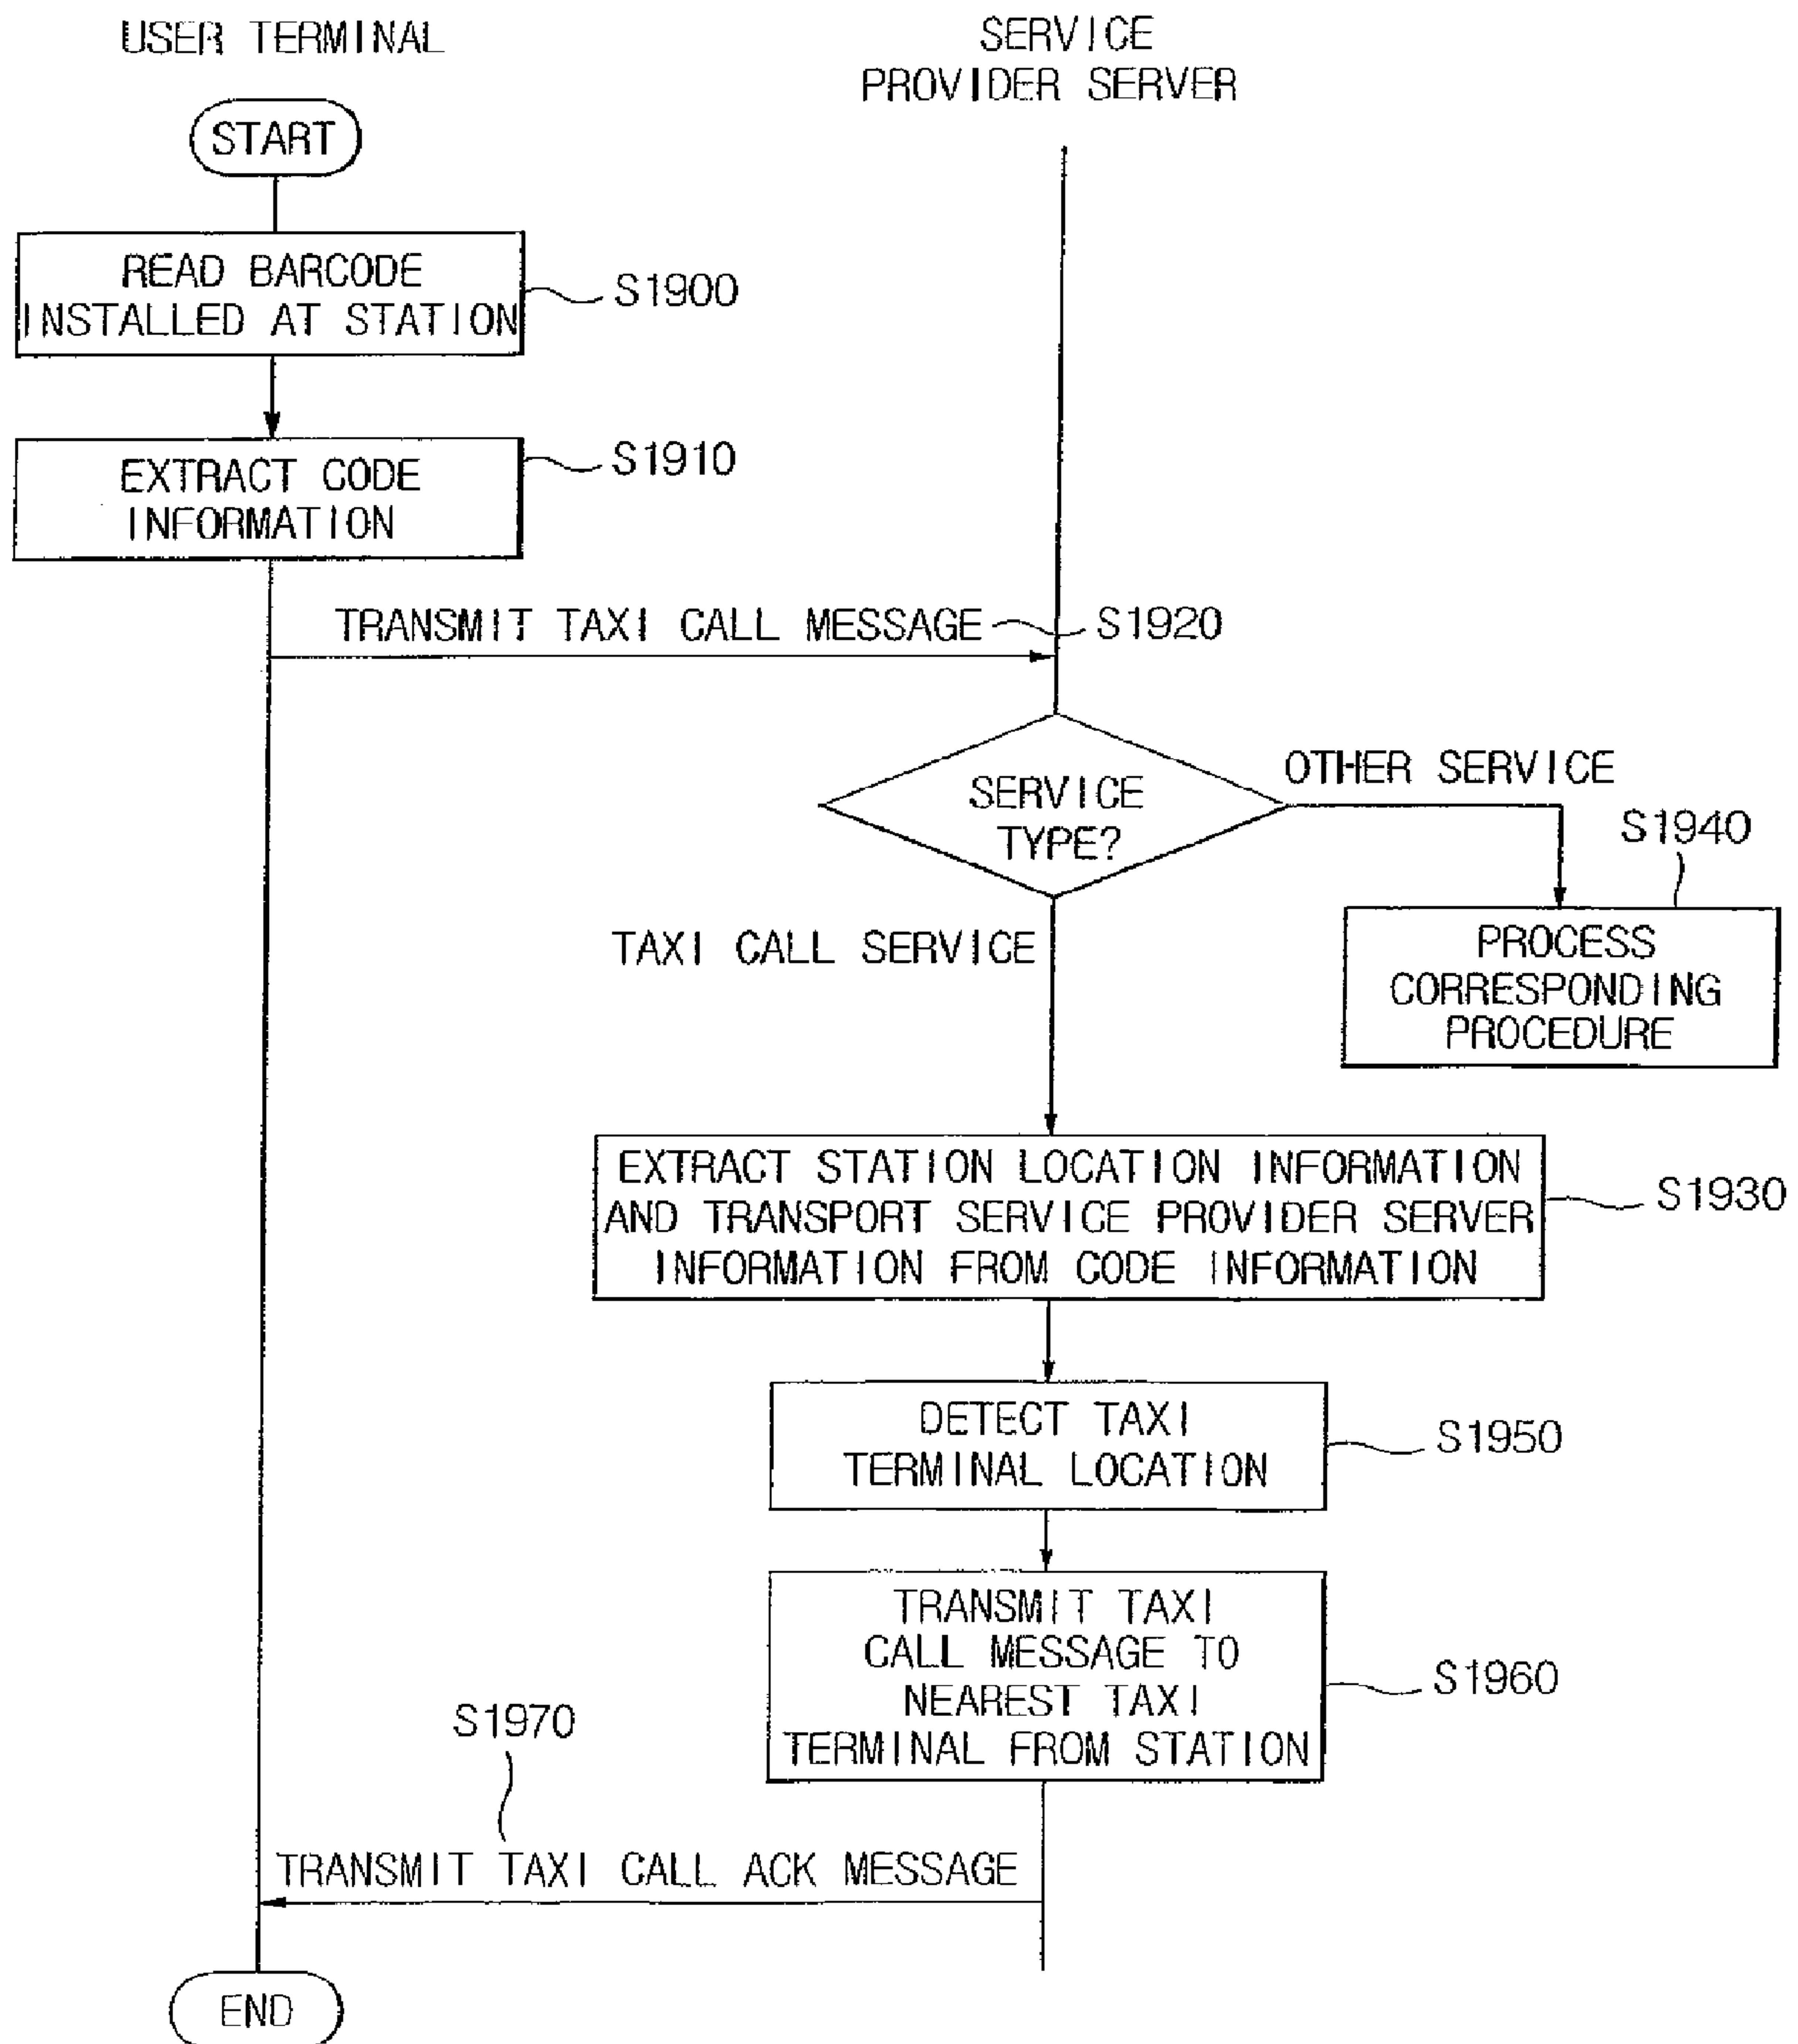 USER TERMINAL
SERVICE
PROVIDER SERVER
START
READ BARCODE
INSTALLED AT STATION
S1900
EXTRACT CODE
INFORMATION
S1910
TRANSMIT TAXI CALL MESSAGE
S1920
SERVICE
TYPE?
OTHER SERVICE
S1940
PROCESS
CORRESPONDING
PROCEDURE
TAXI CALL SERVICE
EXTRACT STATION LOCATION INFORMATION
AND TRANSPORT SERVICE PROVIDER SERVER
INFORMATION FROM CODE INFORMATION
S1930
DETECT TAXI
TERMINAL LOCATION
S1950
TRANSMIT TAXI
CALL MESSAGE TO
NEAREST TAXI
TERMINAL FROM STATION
S1960
S1970
TRANSMIT TAXI CALL ACK MESSAGE
END